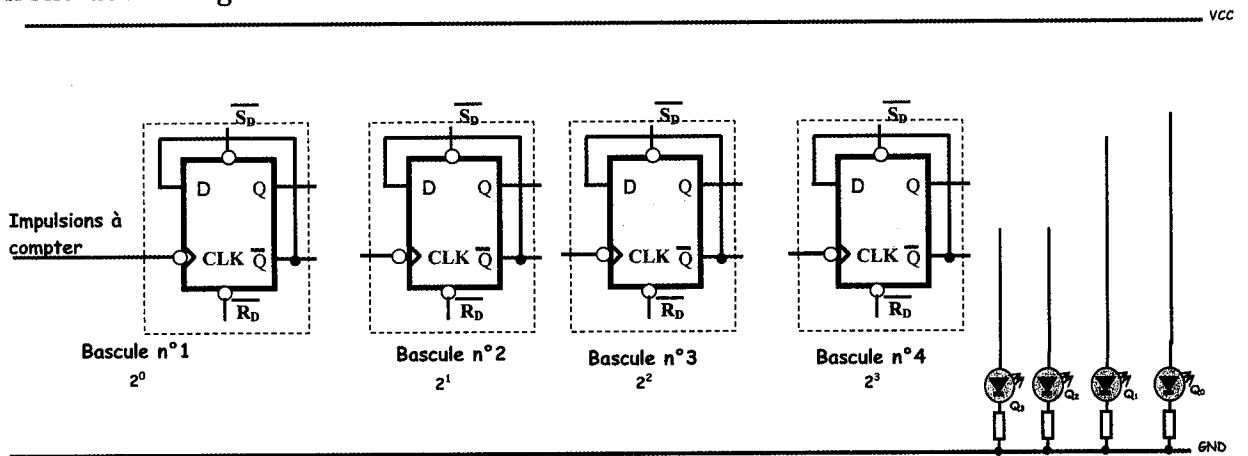 VCC
S̅D̅ S̅D̅ S̅D̅ S̅D̅
D Q D Q D Q D Q
Impulsions à
compter
CLK Q̅ CLK Q̅ CLK Q̅ CLK Q̅
R̅D̅ R̅D̅ R̅D̅ R̅D̅
Bascule n°1 Bascule n°2 Bascule n°3 Bascule n°4
2⁰ 2¹ 2² 2³
Q₃ Q₂ Q₁ Q₀
GND